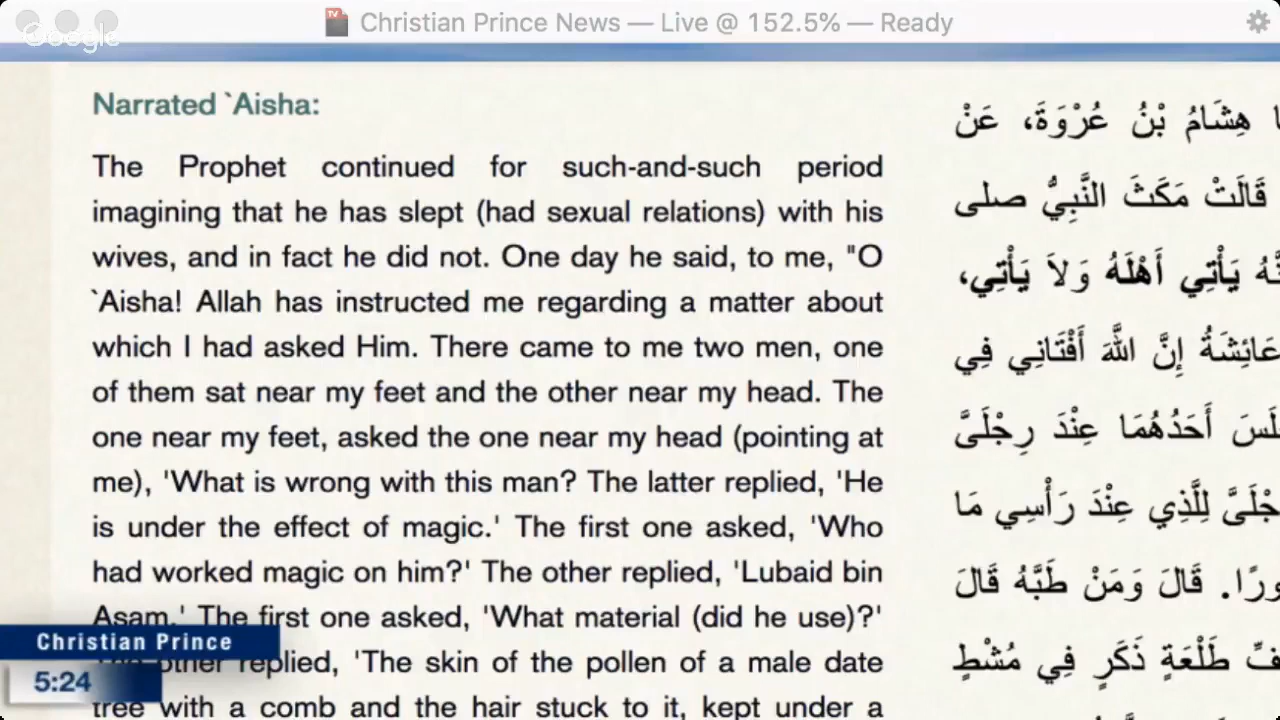 Christian Prince News — Live @ 152.5% — Ready
Google
Narrated `Aisha:
The Prophet continued for such-and-such period
imagining that he has slept (had sexual relations) with his
wives, and in fact he did not. One day he said, to me, "O
`Aisha! Allah has instructed me regarding a matter about
which I had asked Him. There came to me two men, one
of them sat near my feet and the other near my head. The
one near my feet, asked the one near my head (pointing at
me), 'What is wrong with this man? The latter replied, 'He
is under the effect of magic.' The first one asked, 'Who
had worked magic on him?' The other replied, 'Lubaid bin
Asam.' The first one asked, 'What material (did he use)?'
other replied, 'The skin of the pollen of a male date
tree with a comb and the hair stuck to it, kept under a
هِشَامُ بْنُ عُرْوَةَ، عَنْ
قَالَتْ مَكَثَ النَّبِيُّ صلى
يَأْتِي أَهْلَهُ وَلاَ يَأْتِي،
عَائِشَةُ إِنَّ اللَّهَ أَفْتَانِي فِي
أَحَدُهُمَا عِنْدَ رِجْلَىَّ
لِلَّذِي عِنْدَ رَأْسِي مَا
قَالَ وَمَنْ طَبَّهُ قَالَ
طَلْعَةٍ ذَكَرٍ فِي مُشْطٍ
Christian Prince
5:24